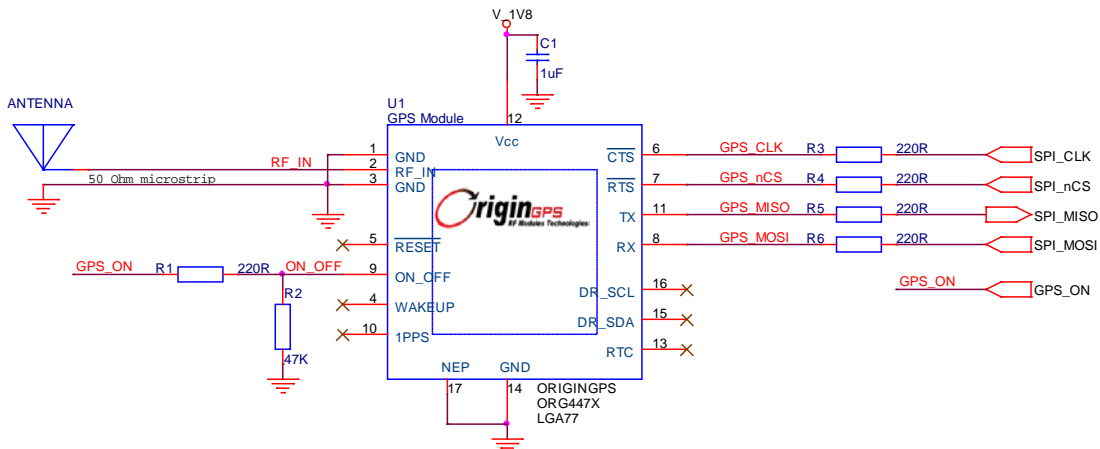 V_1V8
C1
1uF
ANTENNA
U1
GPS Module
12
Vcc
1
GND
RF_IN
2
RF_IN
50 Ohm microstrip
3
GND
CTS
6
GPS_CLK
R3
220R
SPI_CLK
RTS
7
GPS_nCS
R4
220R
SPI_nCS
TX
11
GPS_MISO
R5
220R
SPI_MISO
RX
8
GPS_MOSI
R6
220R
SPI_MOSI
OriginGPS
RF Modules Technologies
5
RESET
GPS_ON
R1
220R
ON_OFF
9
ON_OFF
R2
47K
4
WAKEUP
10
1PPS
DR_SCL
16
GPS_ON
GPS_ON
DR_SDA
15
RTC
13
NEP
GND
17
14
ORIGINGPS
ORG447X
LGA77